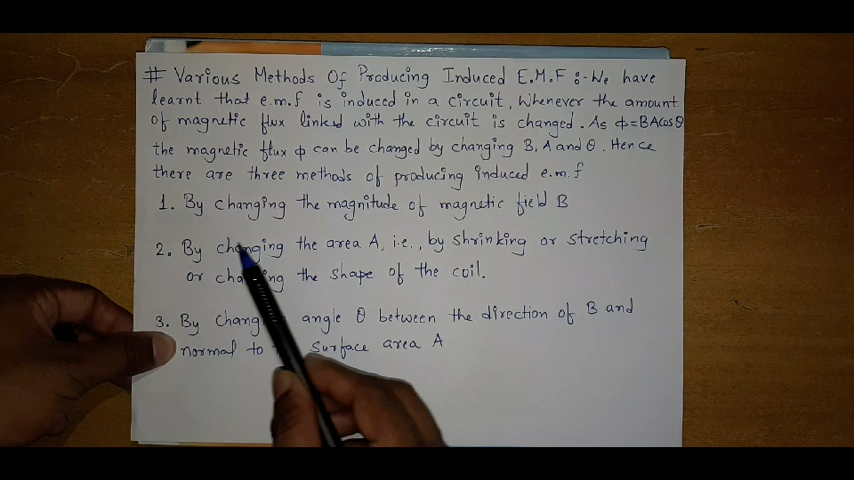 # Various Methods Of Producing Induced E.M.F :- We have
learnt that e.m.f is induced in a circuit, whenever the amount
of magnetic flux linked with the circuit is changed. As ϕ=BAcosθ
the magnetic flux ϕ can be changed by changing B, A and θ. Hence
there are three methods of producing induced e.m.f
1. By changing the magnitude of magnetic field B
2. By changing the area A, i.e., by shrinking or stretching
or changing the shape of the coil.
3. By changing angle θ between the direction of B and
normal to surface area A